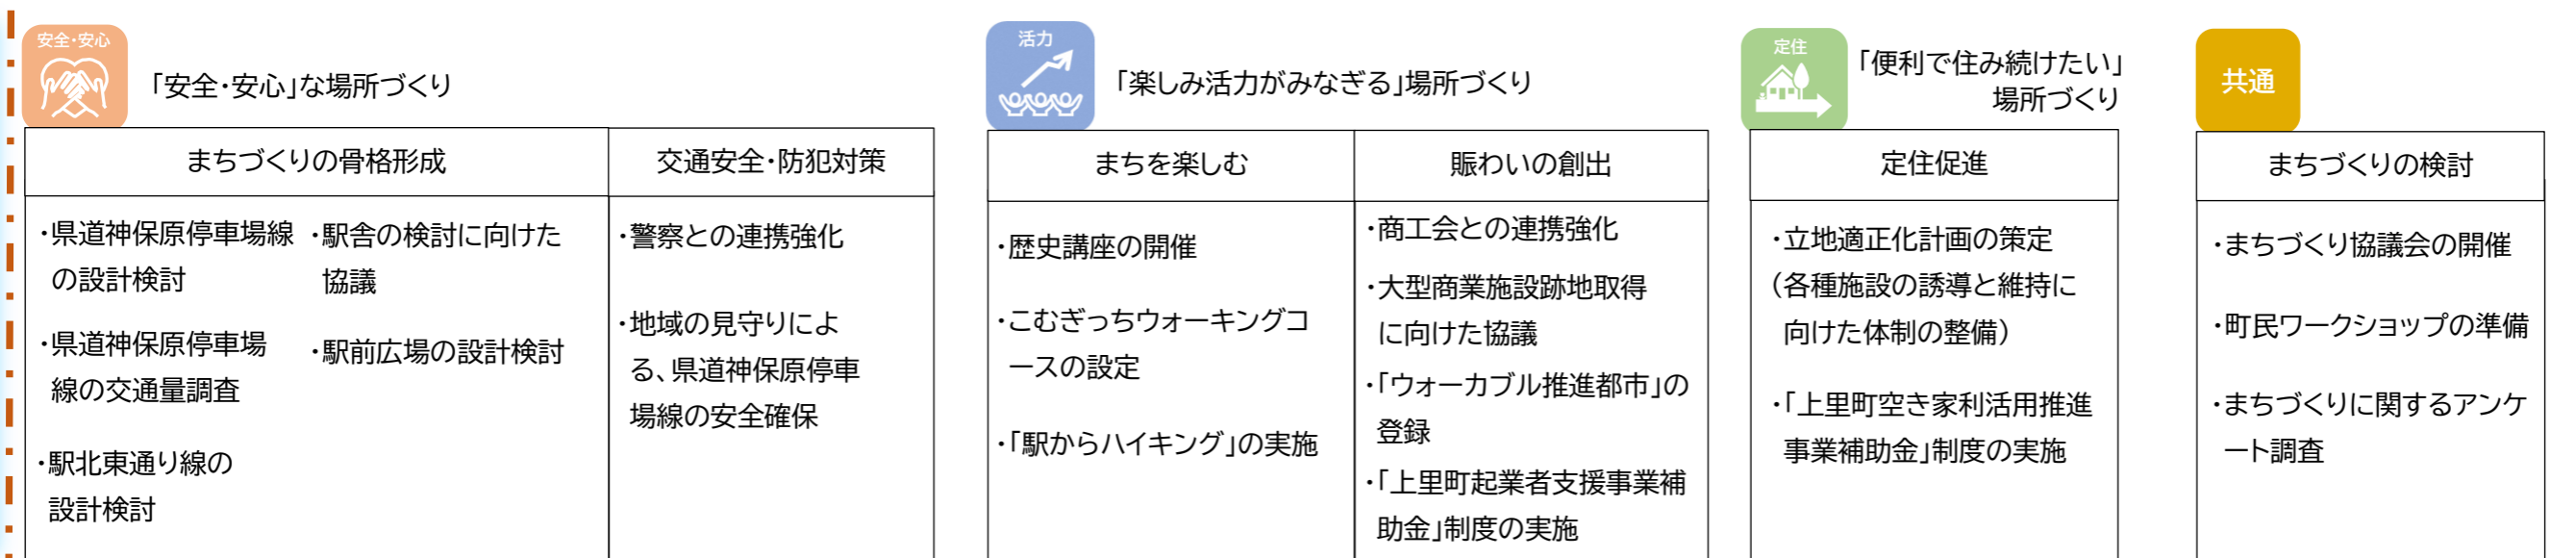 安全・安心
「安全・安心」な場所づくり
まちづくりの骨格形成
・県道神保原停車場線
の設計検討
・県道神保原停車場
線の交通量調査
・駅北東通り線の
設計検討
・駅舎の検討に向けた
協議
・駅前広場の設計検討
交通安全・防犯対策
・警察との連携強化
・地域の見守りによ
る、県道神保原停車
場線の安全確保
活力
「楽しみ活力がみなぎる」場所づくり
まちを楽しむ
・歴史講座の開催
・こむぎっちウォーキングコ
ースの設定
・「駅からハイキング」の実施
賑わいの創出
・商工会との連携強化
・大型商業施設跡地取得
に向けた協議
・「ウォーカブル推進都市」の
登録
・「上里町起業者支援事業補
助金」制度の実施
定住
「便利で住み続けたい」
場所づくり
定住促進
・立地適正化計画の策定
（各種施設の誘導と維持に
向けた体制の整備）
・「上里町空き家利活用推進
事業補助金」制度の実施
共通
まちづくりの検討
・まちづくり協議会の開催
・町民ワークショップの準備
・まちづくりに関するアンケ
ート調査